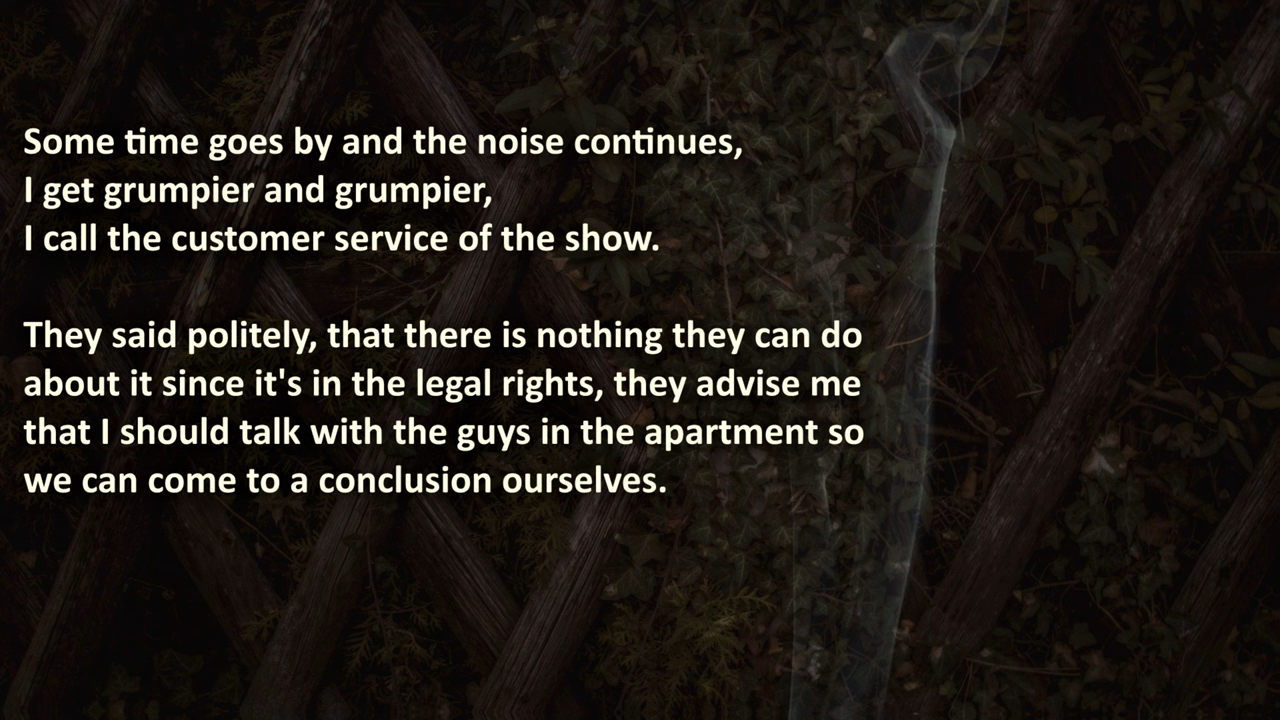 Some time goes by and the noise continues,
I get grumpier and grumpier,
I call the customer service of the show.
They said politely, that there is nothing they can do
about it since it's in the legal rights, they advise me
that I should talk with the guys in the apartment so
we can come to a conclusion ourselves.